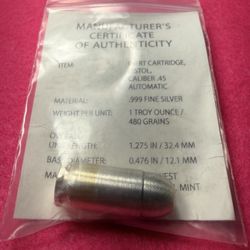 MANUFACTURER'S
CERTIFICATE
OF AUTHENTICITY
ITEM
CARTRIDGE,
CALIBER .45
AUTOMATIC
MATERIAL: .999 FINE SILVER
WEIGHT PER UNIT: 1 TROY OUNCE /
480 GRAINS
1.275 IN / 32.4 MM
DIAMETER: 0.476 IN / 12.1 MM
MINT